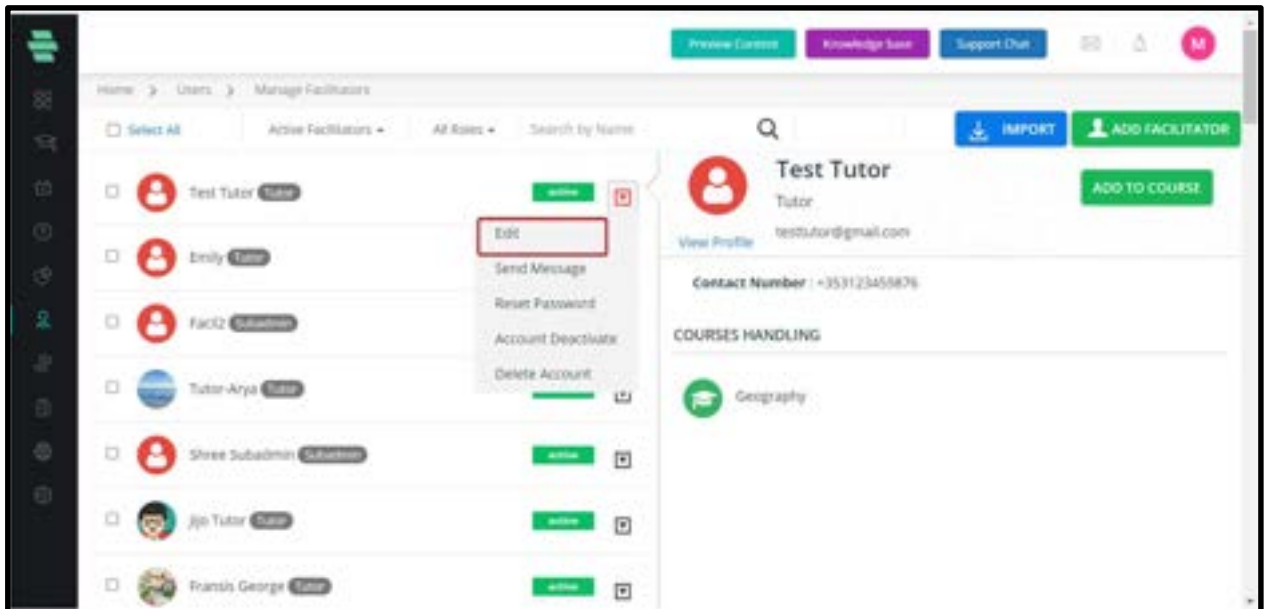 Preview Content Knowledge base Support Chat M
Home > Users > Manage Facilitators
Select All Active Facilitators All Roles Search by Name IMPORT ADD FACILITATOR
Test Tutor Tutor active
Edit
Send Message
Reset Password
Account Deactivate
Delete Account
Emily Tutor
Facil2 Subadmin
Tutor-Arya Tutor
Shree Subadmin Subadmin active
Jijo Tutor Tutor active
Fransis George Tutor active
Test Tutor
Tutor
testtutor@gmail.com
View Profile
ADD TO COURSE
Contact Number : +353123455876
COURSES HANDLING
Geography